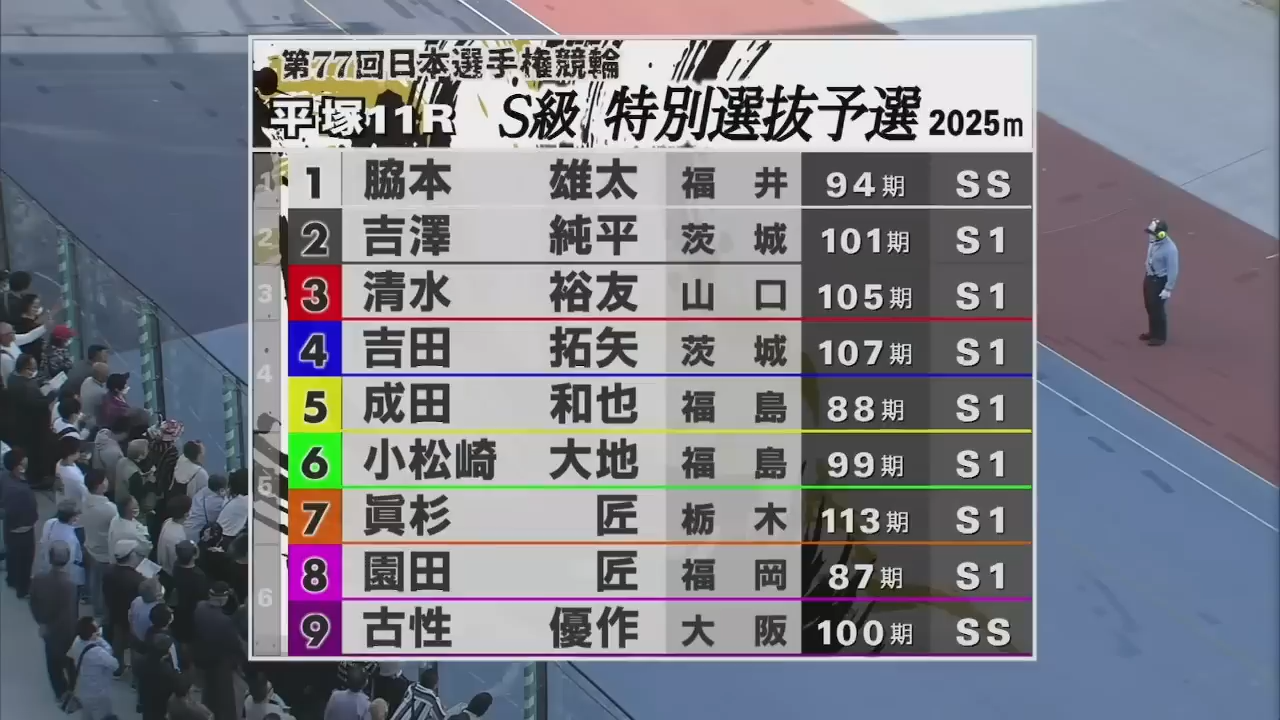 第77回日本選手権競輪
平塚11R S級 特別選抜予選 2025m
1 1 脇本 雄太 福井 94期 SS
2 2 吉澤 純平 茨城 101期 S1
3 3 清水 裕友 山口 105期 S1
4 4 吉田 拓矢 茨城 107期 S1
5 成田 和也 福島 88期 S1
5 6 小松崎 大地 福島 99期 S1
7 眞杉 匠 栃木 113期 S1
6 8 園田 匠 福岡 87期 S1
9 古性 優作 大阪 100期 SS